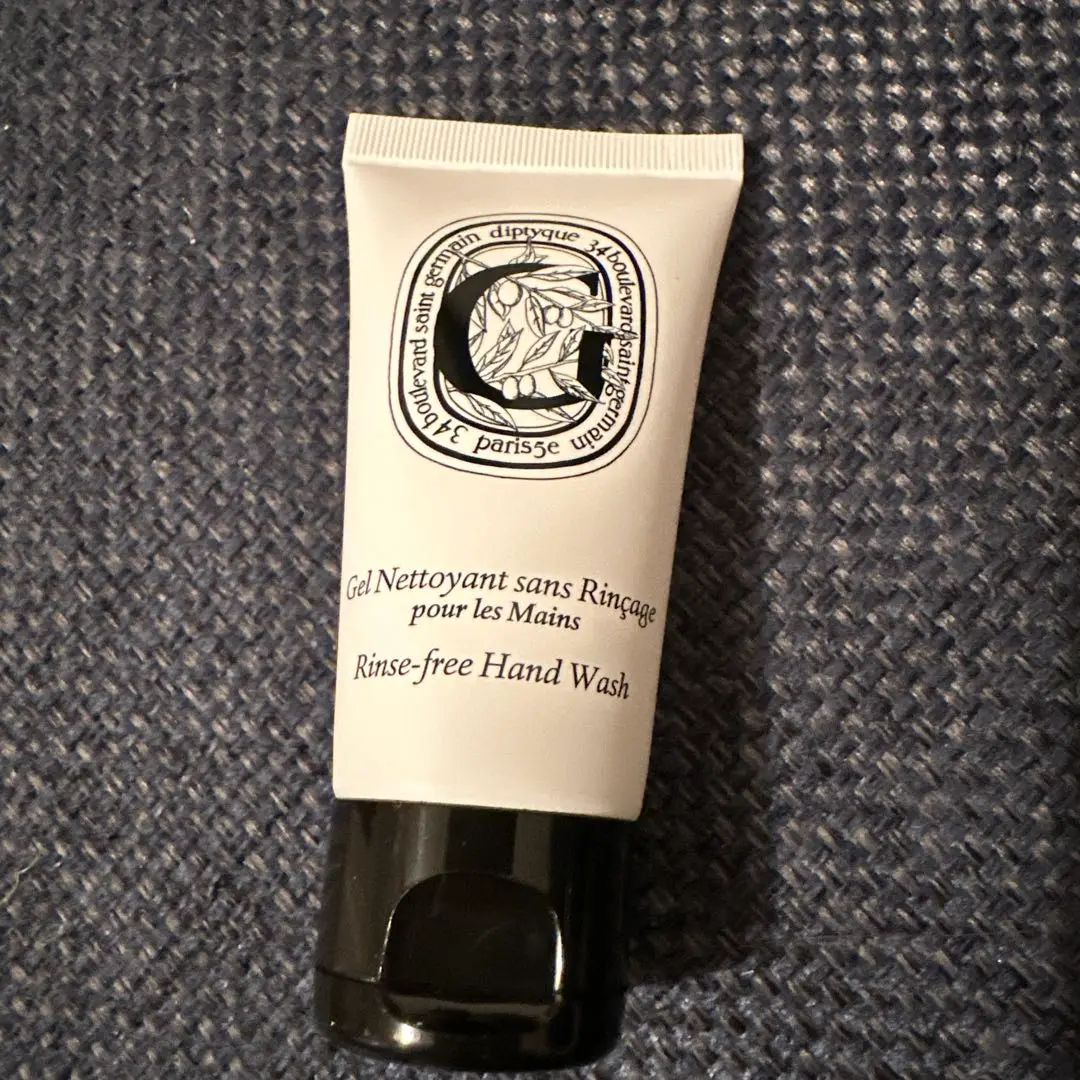 diptyque 34 boulevard saint germain paris5e 34 boulevard saint germain
G
Gel Nettoyant sans Rinçage
pour les Mains
Rinse-free Hand Wash